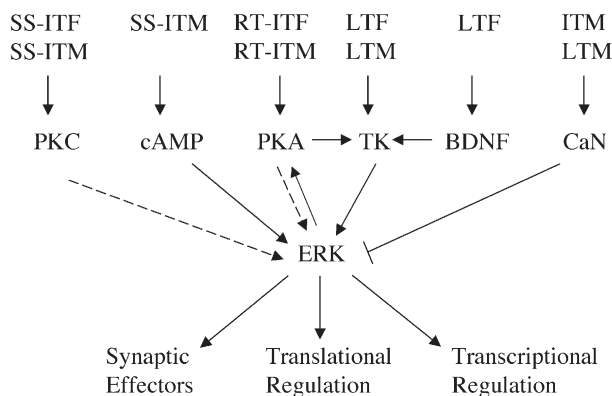 SS-ITF SS-ITM RT-ITF LTF LTF ITM
SS-ITM RT-ITM LTM LTM
PKC cAMP PKA TK BDNF CaN
ERK
Synaptic Translational Transcriptional
Effectors Regulation Regulation